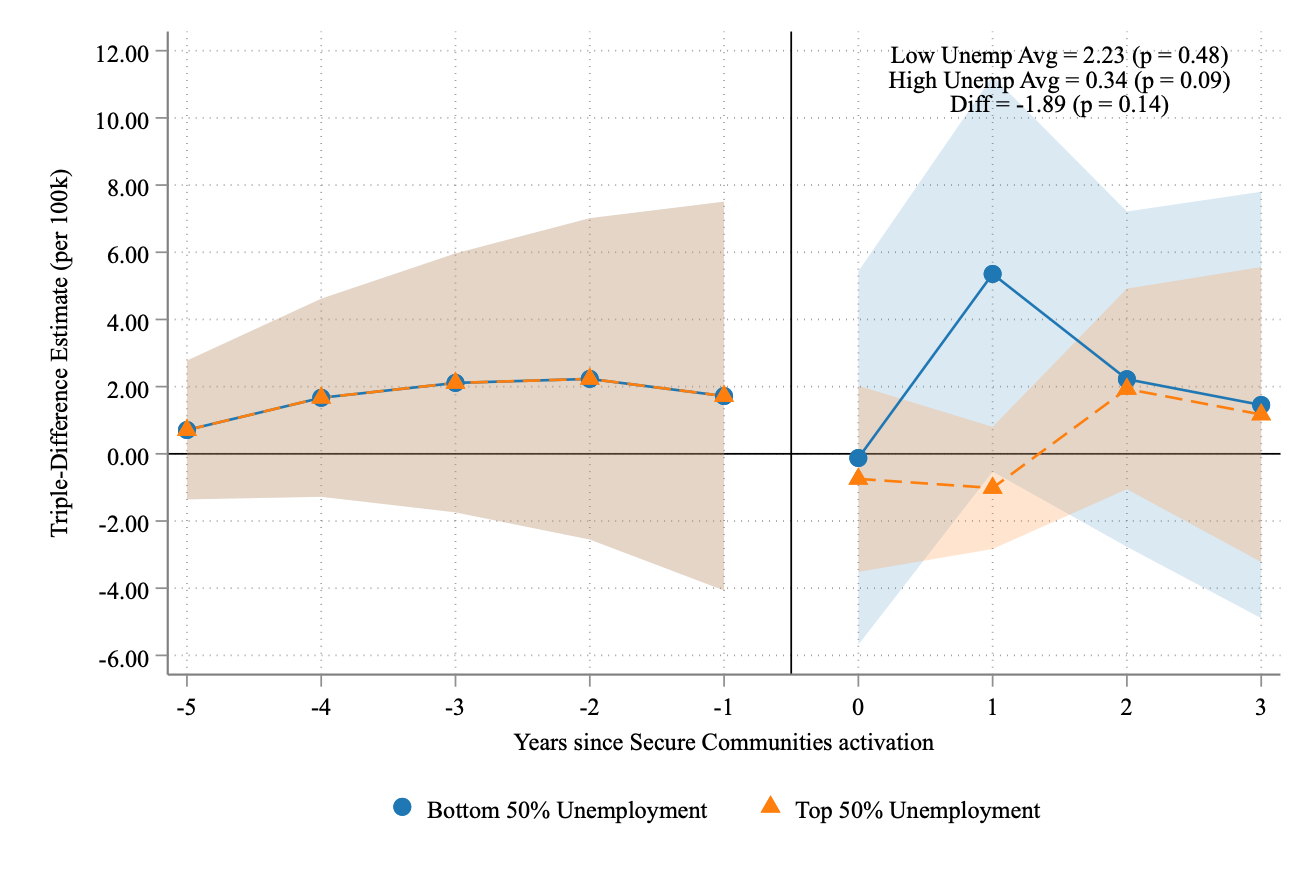 Low Unemp Avg = 2.23 (p = 0.48)
High Unemp Avg = 0.34 (p = 0.09)
Diff = -1.89 (p = 0.14)
Triple-Difference Estimate (per 100k)
12.00
10.00
8.00
6.00
4.00
2.00
0.00
-2.00
-4.00
-6.00
-5 -4 -3 -2 -1 0 1 2 3
Years since Secure Communities activation
Bottom 50% Unemployment Top 50% Unemployment